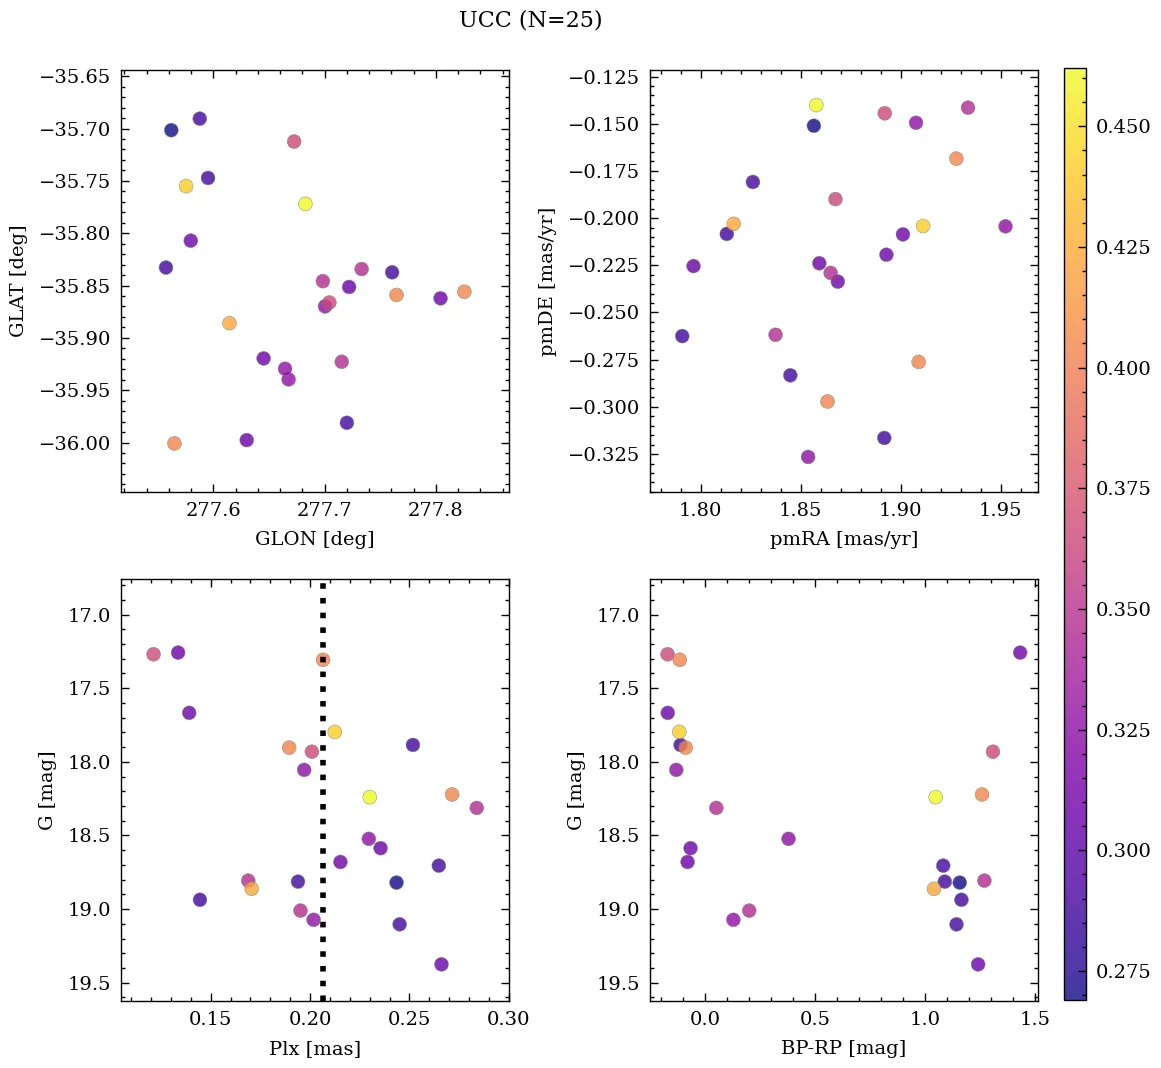 UCC (N=25)
−35.65
−35.70
−35.75
−35.80
−35.85
−35.90
−35.95
−36.00
GLAT [deg]
277.6 277.7 277.8
GLON [deg]
−0.125
−0.150
−0.175
−0.200
−0.225
−0.250
−0.275
−0.300
−0.325
pmDE [mas/yr]
1.80 1.85 1.90 1.95
pmRA [mas/yr]
17.0
17.5
18.0
18.5
19.0
19.5
G [mag]
0.15 0.20 0.25 0.30
Plx [mas]
17.0
17.5
18.0
18.5
19.0
19.5
G [mag]
0.0 0.5 1.0 1.5
BP-RP [mag]
0.450
0.425
0.400
0.375
0.350
0.325
0.300
0.275